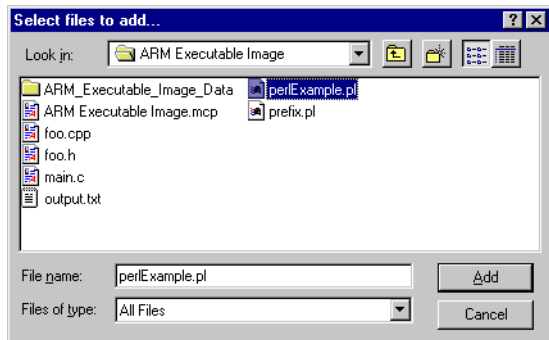 Select files to add...
Look in: ARM Executable Image
ARM_Executable_Image_Data
ARM Executable Image.mcp
foo.cpp
foo.h
main.c
output.txt
perlExample.pl
prefix.pl
File name: perlExample.pl Add
Files of type: All Files Cancel